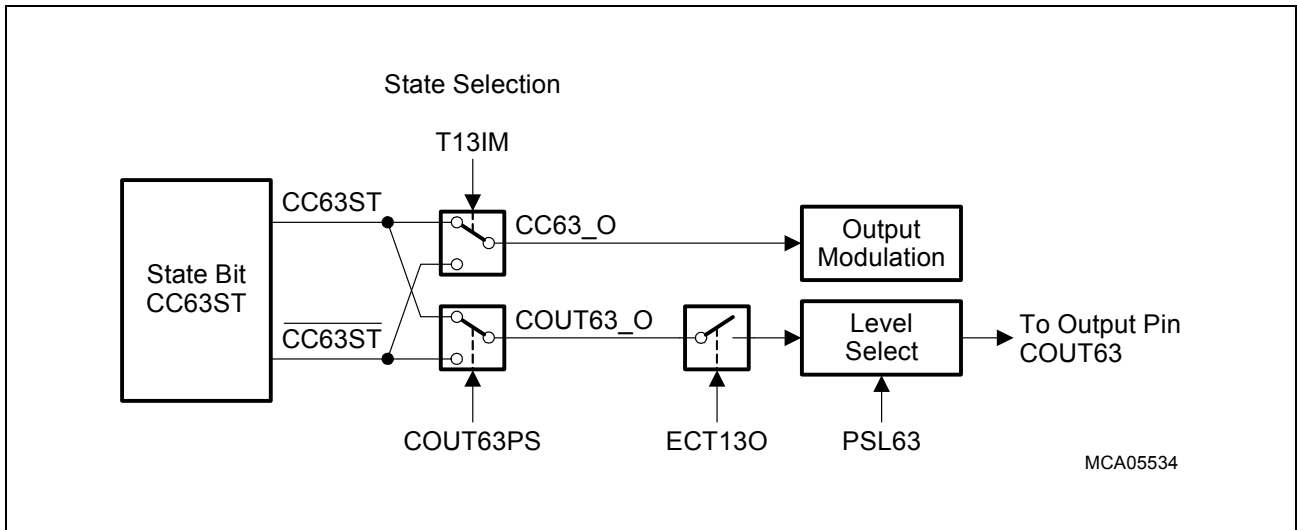 State Selection
T13IM
CC63ST
CC63_O
Output
Modulation
State Bit
CC63ST
CC63ST
COUT63_O
Level
Select
To Output Pin
COUT63
COUT63PS
ECT13O
PSL63
MCA05534